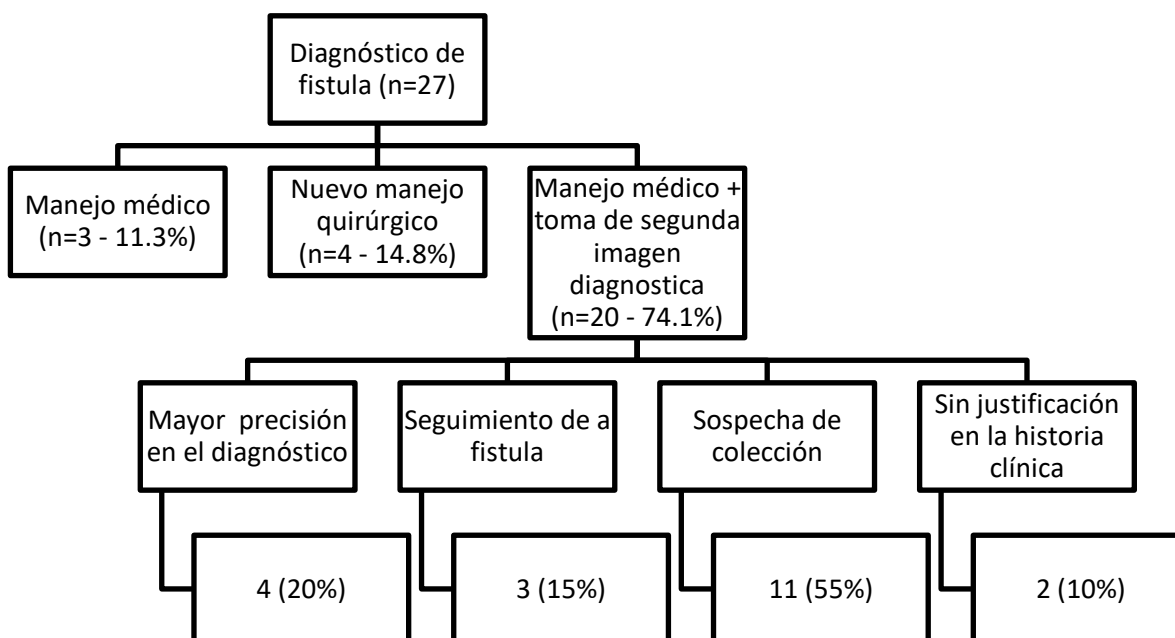 Diagnóstico de
fistula (n=27)
Manejo médico
(n=3 - 11.3%)
Nuevo manejo
quirúrgico
(n=4 - 14.8%)
Manejo médico +
toma de segunda
imagen
diagnostica
(n=20 - 74.1%)
Mayor precisión
en el diagnóstico
Seguimiento de a
fistula
Sospecha de
colección
Sin justificación
en la historia
clínica
4 (20%)
3 (15%)
11 (55%)
2 (10%)